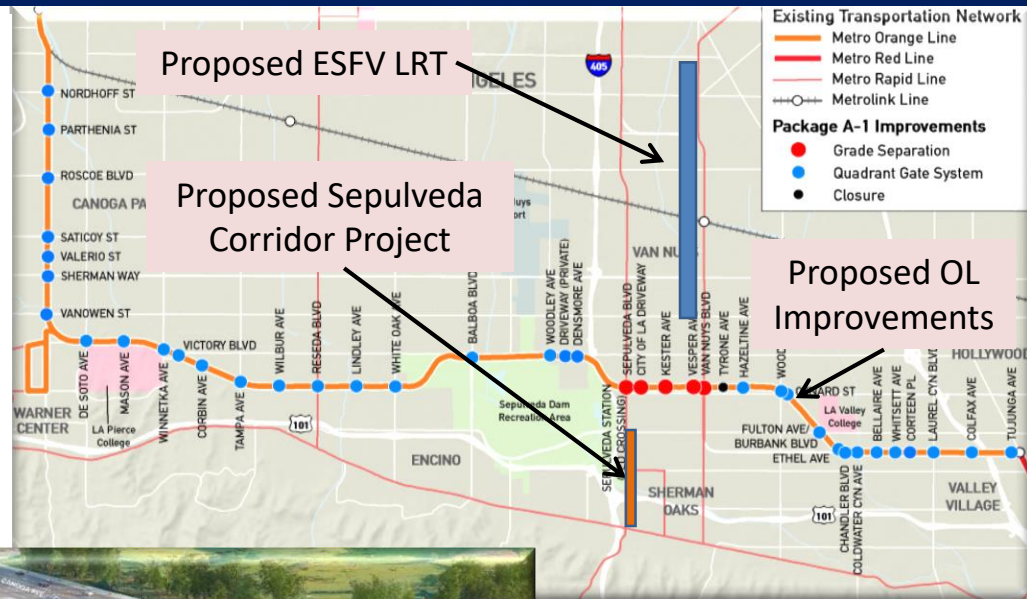 Existing Transportation Network
Metro Orange Line
Metro Red Line
Metro Rapid Line
Metrolink Line
Package A-1 Improvements
Grade Separation
Quadrant Gate System
Closure
Proposed ESFV LRT
405
Proposed Sepulveda
Corridor Project
Proposed OL
Improvements
NORDHOFF ST
PARTHENIA ST
ROSCOE BLVD
CANOGA PA
SATICOY ST
VALERIO ST
SHERMAN WAY
VANOWEN ST
VAN NUYS
DE SOTO AVE
MASON AVE
WINNETKA AVE
VICTORY BLVD
CORBIN AVE
TAMPA AVE
WILBUR AVE
RESEDA BLVD
LINDLEY AVE
WHITE OAK AVE
BALBOA BLVD
WOODLEY AVE
DRIVEWAY (PRIVATE)
DENSMORE AVE
SEPULVEDA STATION
SEPULVEDA BLVD
CITY OF LA DRIVEWAY
KESTER AVE
VESPER AV
VAN NUYS BLVD
TYRONE AVE
HAZELTINE AVE
WOOD
OXNARD ST
FULTON AVE/
BURBANK BLVD
ETHEL AVE
CHANDLER BLVD
COLDWATER CYN AVE
BELLAIRE AVE
WHITSETT AVE
CORTEEN PL
LAUREL CYN BLVD
COLFAX AVE
TUJUNGA AVE
HOLLYWOOD
LA Valley
College
WARNER
CENTER
LA Pierce
College
101
ENCINO
Sepulveda Dam
Recreation Area
SHERMAN
OAKS
101
VALLEY
VILLAGE